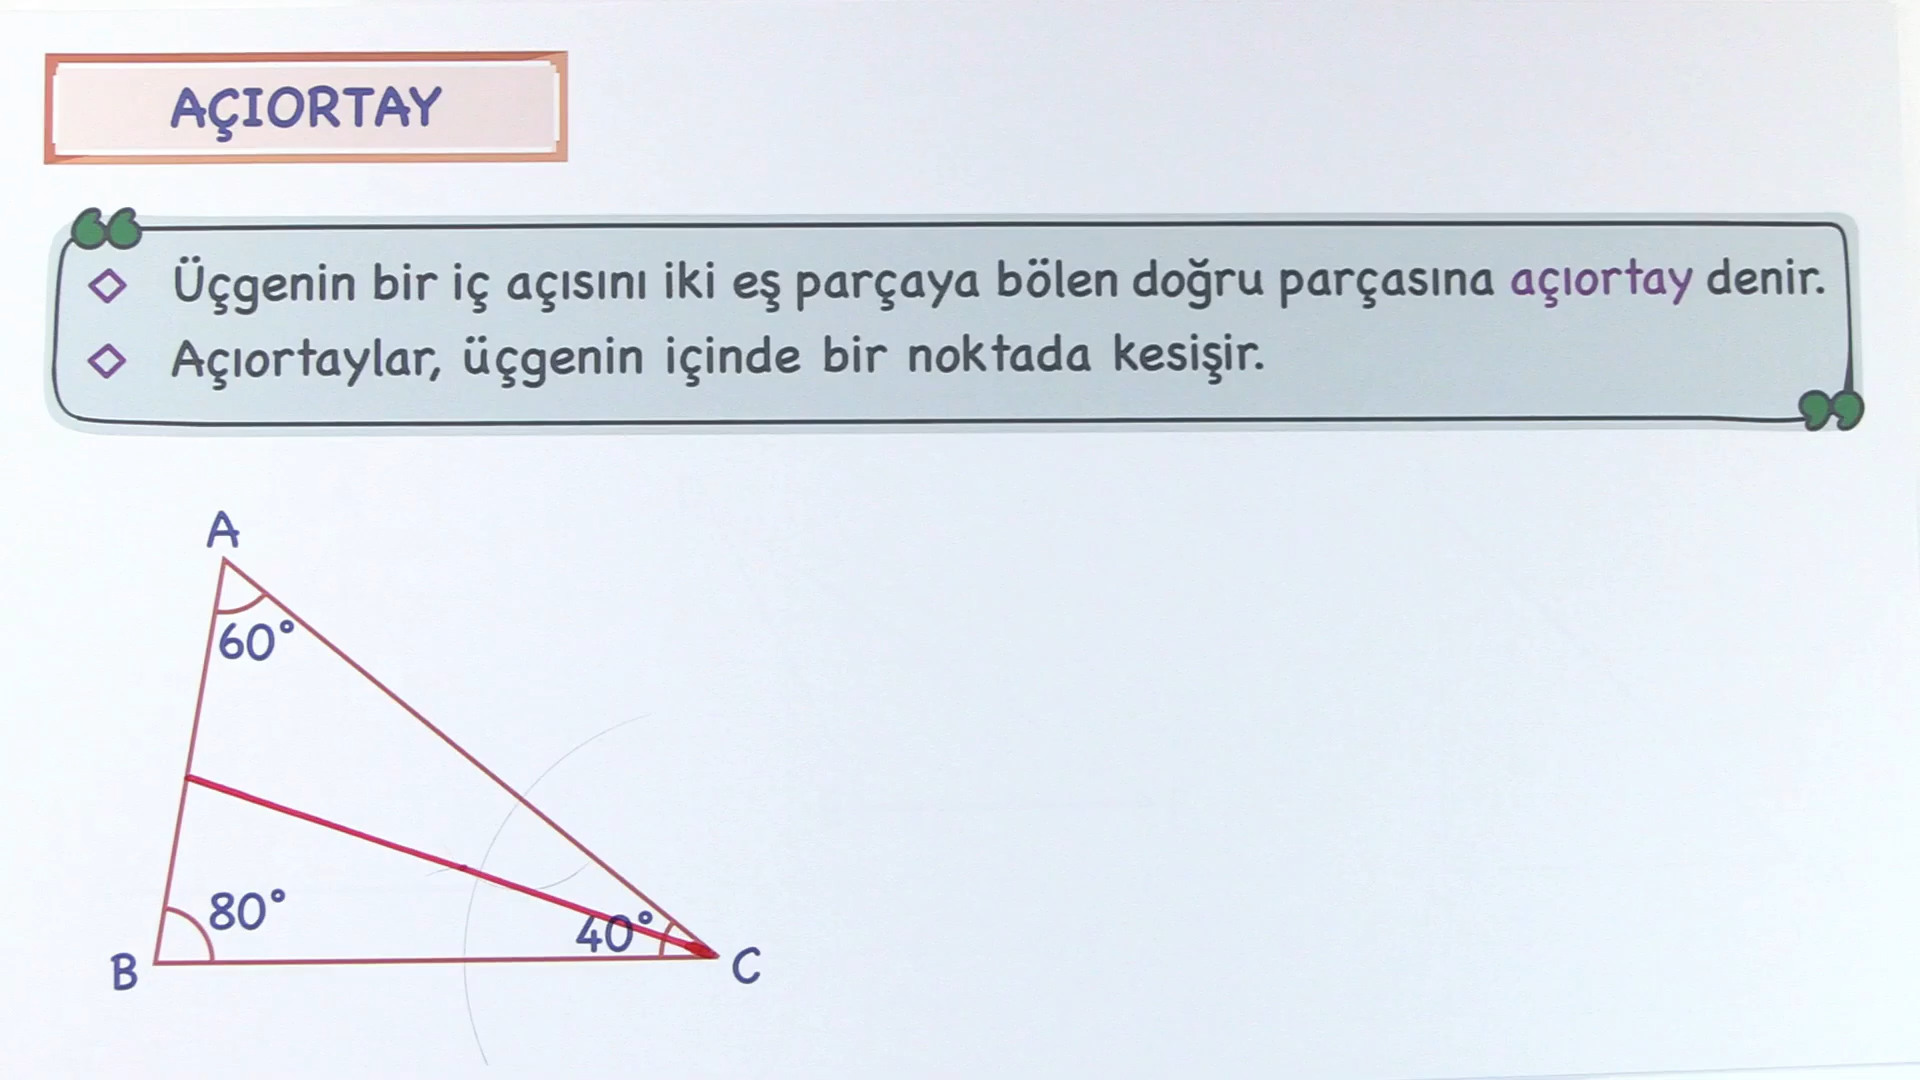 AÇIORTAY
Üçgenin bir iç açısını iki eş parçaya bölen doğru parçasına açıortay denir.
Açıortaylar, üçgenin içinde bir noktada kesişir.
A
60°
80°
40°
B
C